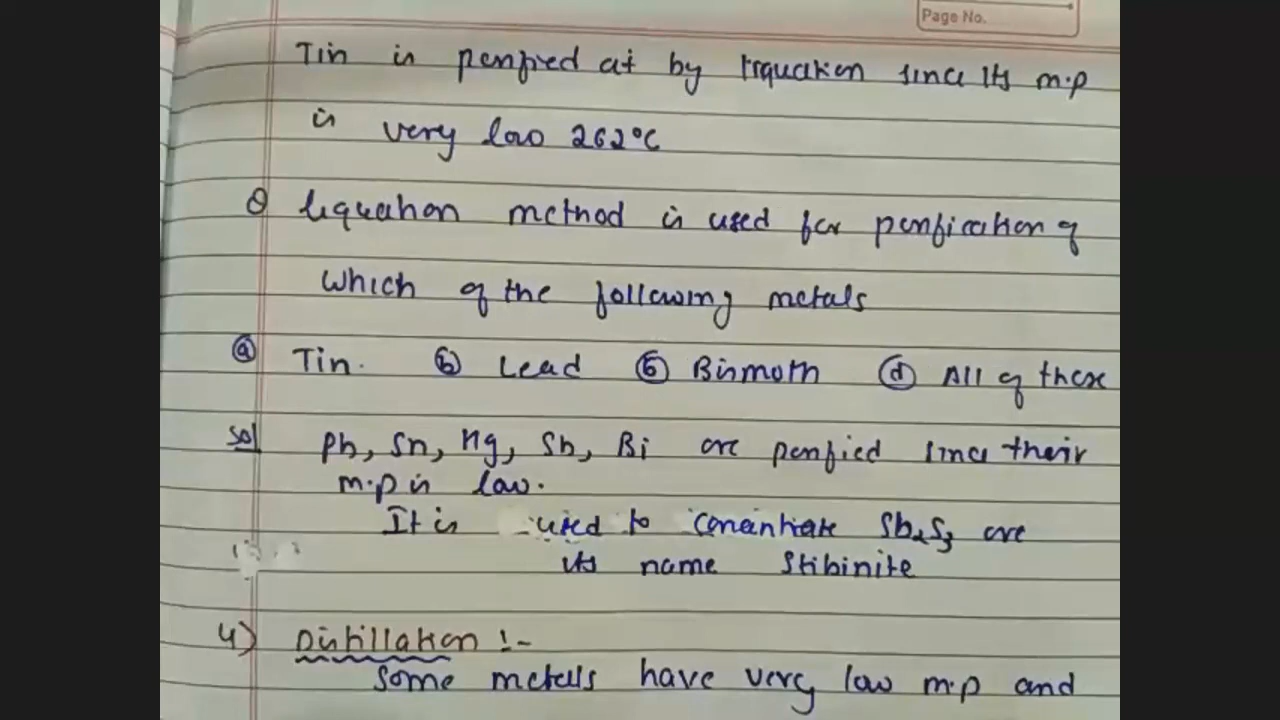 Page No.
Tin is purified at by liquation since its m.p
is very low 262°C
Q liquation method is used for purification of
which of the following metals
(a) Tin. (b) Lead (c) Bismoth (d) All of these
Sol Pb, Sn, Hg, Sb, Bi are purified since their
m.p is low.
It is used to concentrate Sb₂S₃ ore
its name Stibinite
4) Distillation :-
Some metals have very low m.p and